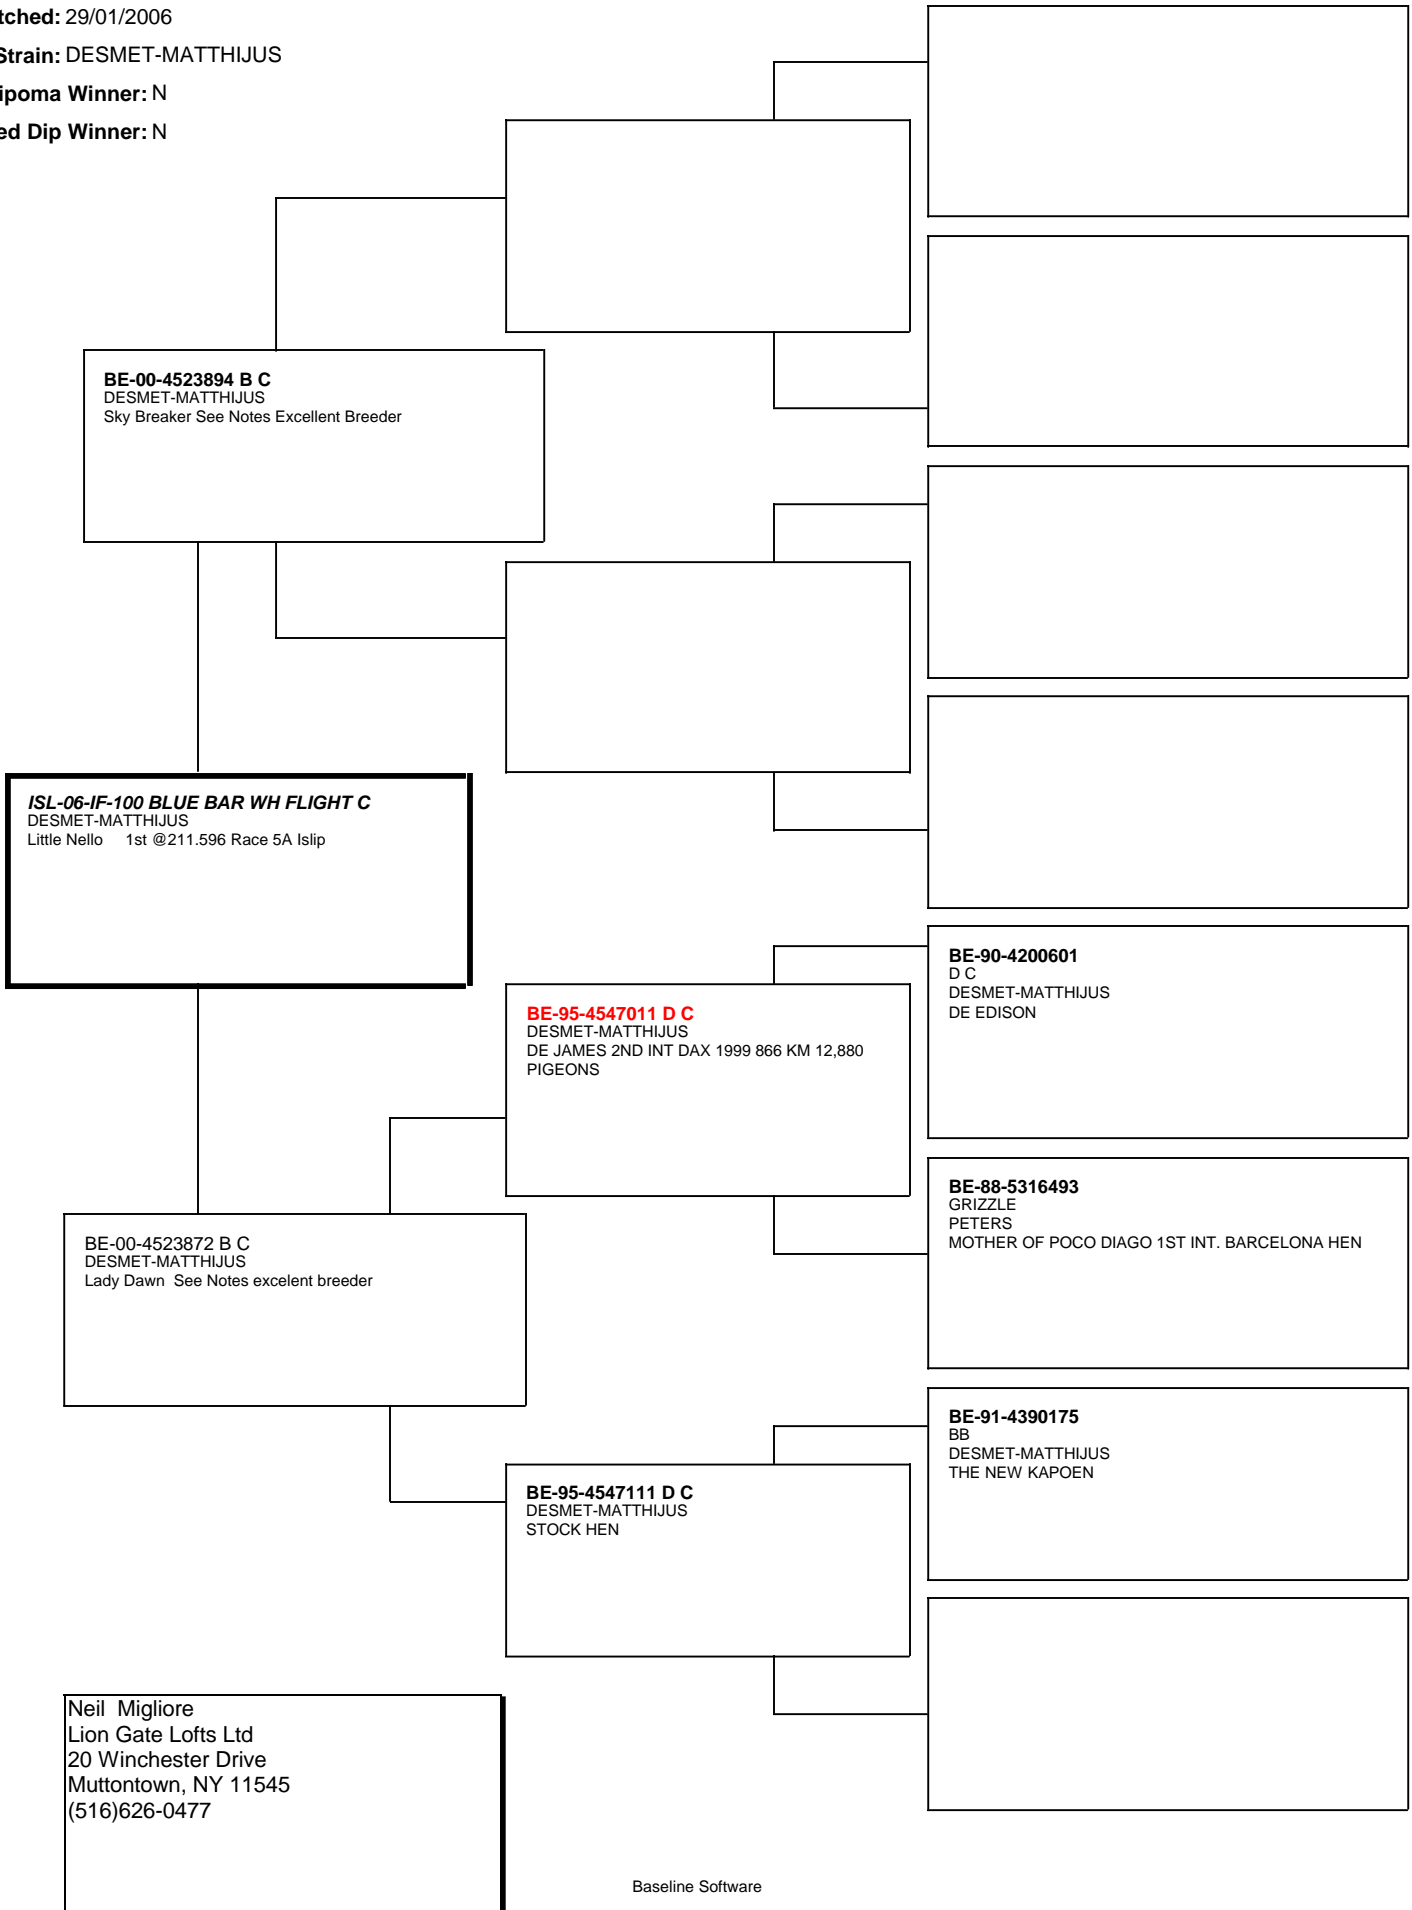 tched: 29/01/2006
Strain: DESMET-MATTHIJUS
ipoma Winner: N
ed Dip Winner: N
BE-00-4523894 B C
DESMET-MATTHIJUS
Sky Breaker See Notes Excellent Breeder
ISL-06-IF-100 BLUE BAR WH FLIGHT C
DESMET-MATTHIJUS
Little Nello 1st @211.596 Race 5A Islip
BE-90-4200601
D C
DESMET-MATTHIJUS
DE EDISON
BE-95-4547011 D C
DESMET-MATTHIJUS
DE JAMES 2ND INT DAX 1999 866 KM 12,880
PIGEONS
BE-88-5316493
GRIZZLE
PETERS
MOTHER OF POCO DIAGO 1ST INT. BARCELONA HEN
BE-00-4523872 B C
DESMET-MATTHIJUS
Lady Dawn See Notes excelent breeder
BE-91-4390175
BB
DESMET-MATTHIJUS
THE NEW KAPOEN
BE-95-4547111 D C
DESMET-MATTHIJUS
STOCK HEN
Neil Migliore
Lion Gate Lofts Ltd
20 Winchester Drive
Muttontown, NY 11545
(516)626-0477
Baseline Software